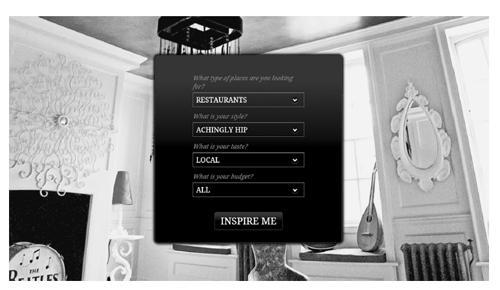 What type of places are you looking
for?
RESTAURANTS
What is your style?
ACHINGLY HIP
What is your taste?
LOCAL
What is your budget?
ALL
INSPIRE ME
THE
BEATLES